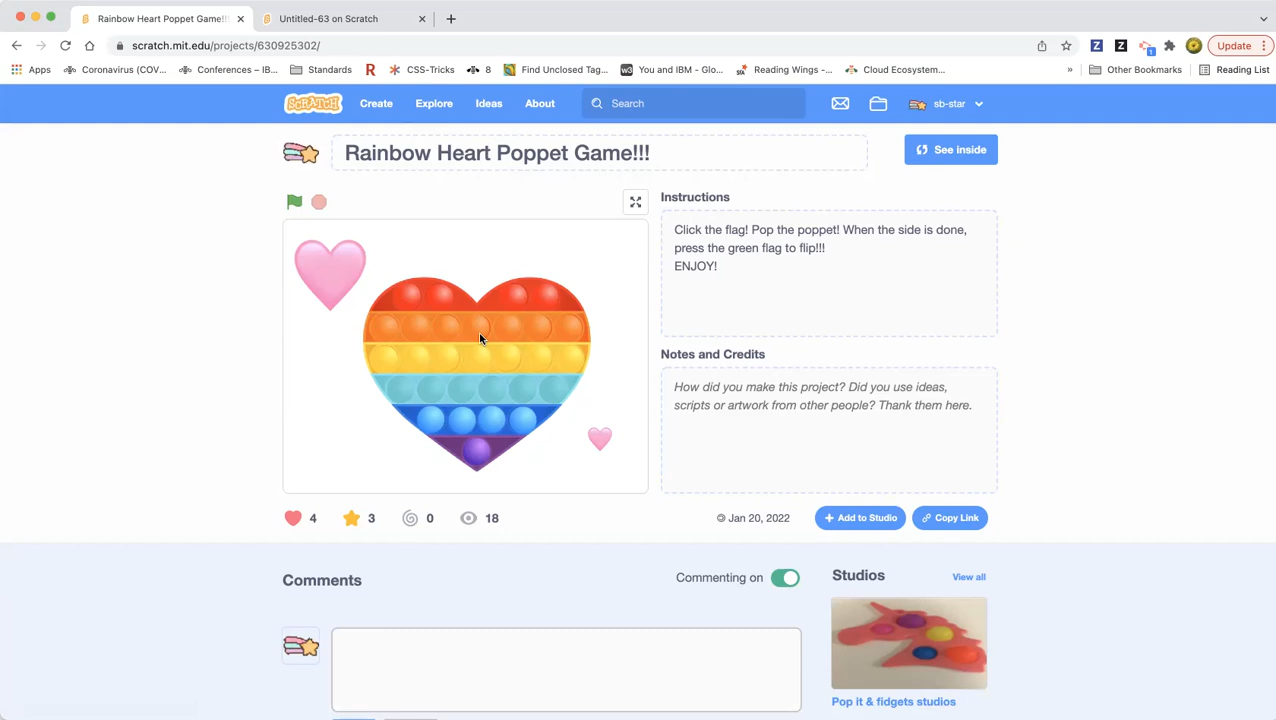 Rainbow Heart Poppet Game!!!
Untitled-63 on Scratch
scratch.mit.edu/projects/630925302/
Update
Apps
Coronavirus (COV...
Conferences – IB...
Standards
R
CSS-Tricks
8
Find Unclosed Tag...
w3
You and IBM - Glo...
Reading Wings -...
Cloud Ecosystem...
»
Other Bookmarks
Reading List
SCRATCH
Create
Explore
Ideas
About
Search
sb-star
Rainbow Heart Poppet Game!!!
See inside
Instructions
Click the flag! Pop the poppet! When the side is done,
press the green flag to flip!!!
ENJOY!
Notes and Credits
How did you make this project? Did you use ideas,
scripts or artwork from other people? Thank them here.
4
3
0
18
© Jan 20, 2022
Add to Studio
Copy Link
Comments
Commenting on
Studios
View all
Pop it & fidgets studios